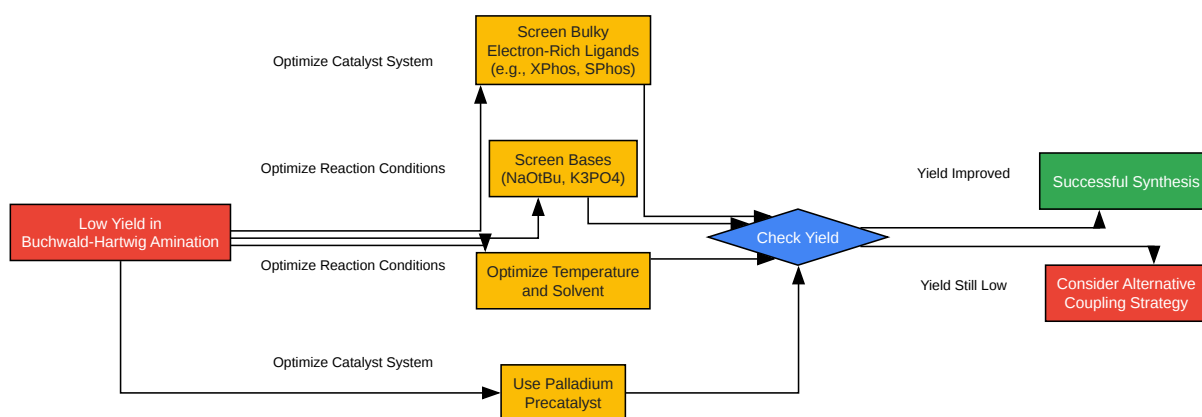 Screen Bulky
Electron-Rich Ligands
(e.g., XPhos, SPhos)
Optimize Catalyst System
Optimize Reaction Conditions
Screen Bases
(NaOtBu, K3PO4)
Yield Improved
Successful Synthesis
Low Yield in
Buchwald-Hartwig Amination
Check Yield
Optimize Reaction Conditions
Optimize Temperature
and Solvent
Yield Still Low
Consider Alternative
Coupling Strategy
Optimize Catalyst System
Use Palladium
Precatalyst